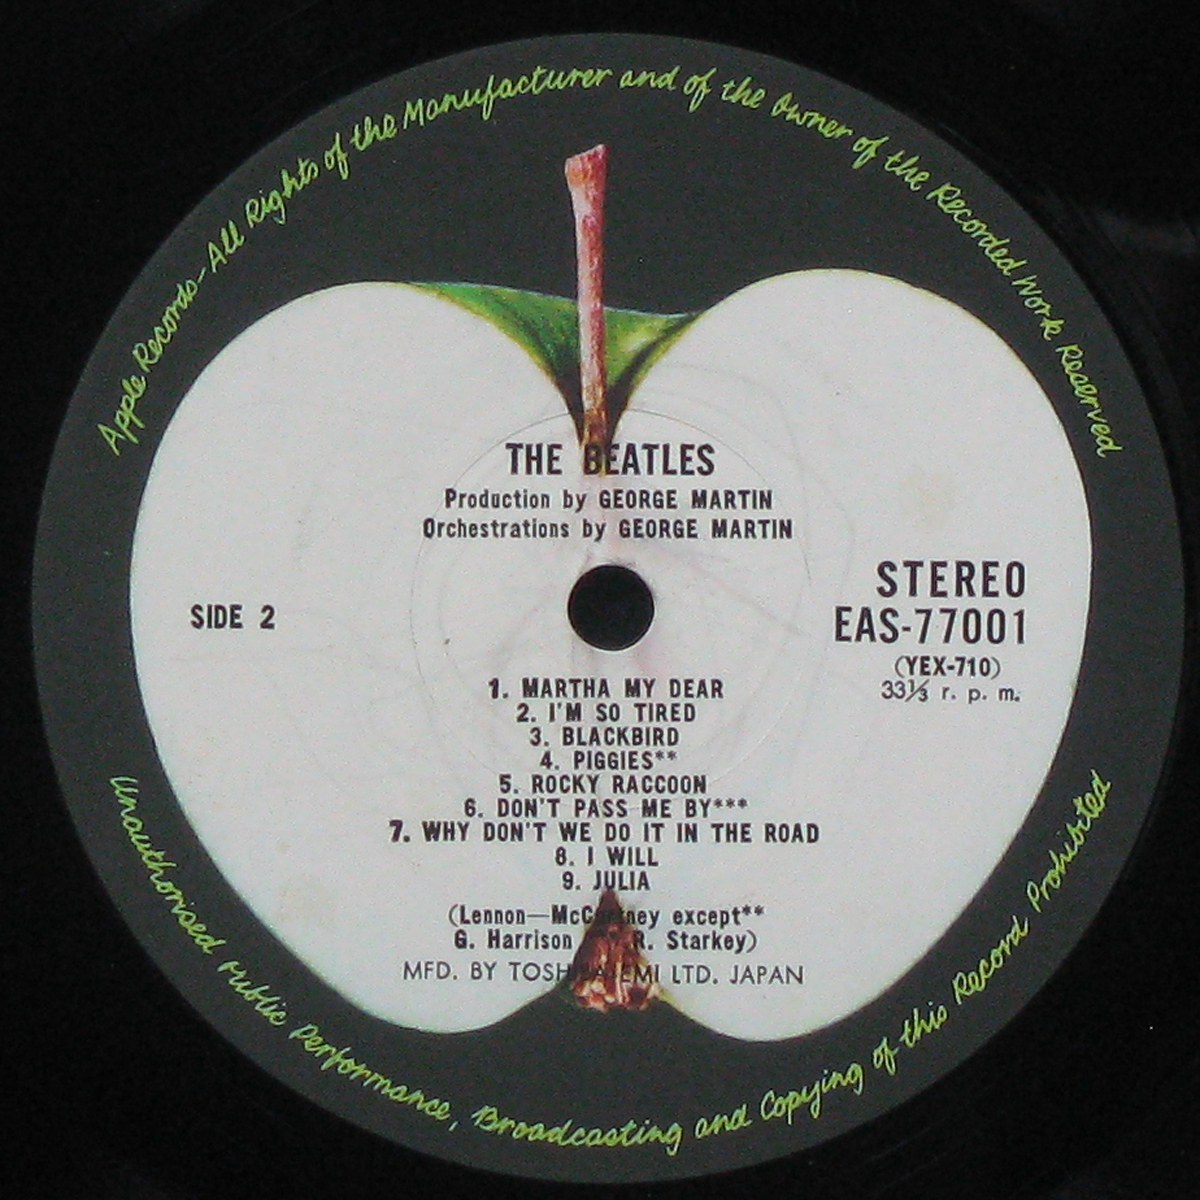 Apple Records—All Rights of the Manufacturer and of the Owner of the Recorded Work Reserved
THE BEATLES
Production by GEORGE MARTIN
Orchestrations by GEORGE MARTIN
SIDE 2
STEREO
EAS-77001
(YEX-710)
33⅓ r. p. m.
1. MARTHA MY DEAR
2. I'M SO TIRED
3. BLACKBIRD
4. PIGGIES**
5. ROCKY RACCOON
6. DON'T PASS ME BY***
7. WHY DON'T WE DO IT IN THE ROAD
8. I WILL
9. JULIA
(Lennon—McCartney except**
G. Harrison R. Starkey)
MFD. BY TOSHIBA EMI LTD. JAPAN
Unauthorised Public Performance, Broadcasting and Copying of this Record Prohibited